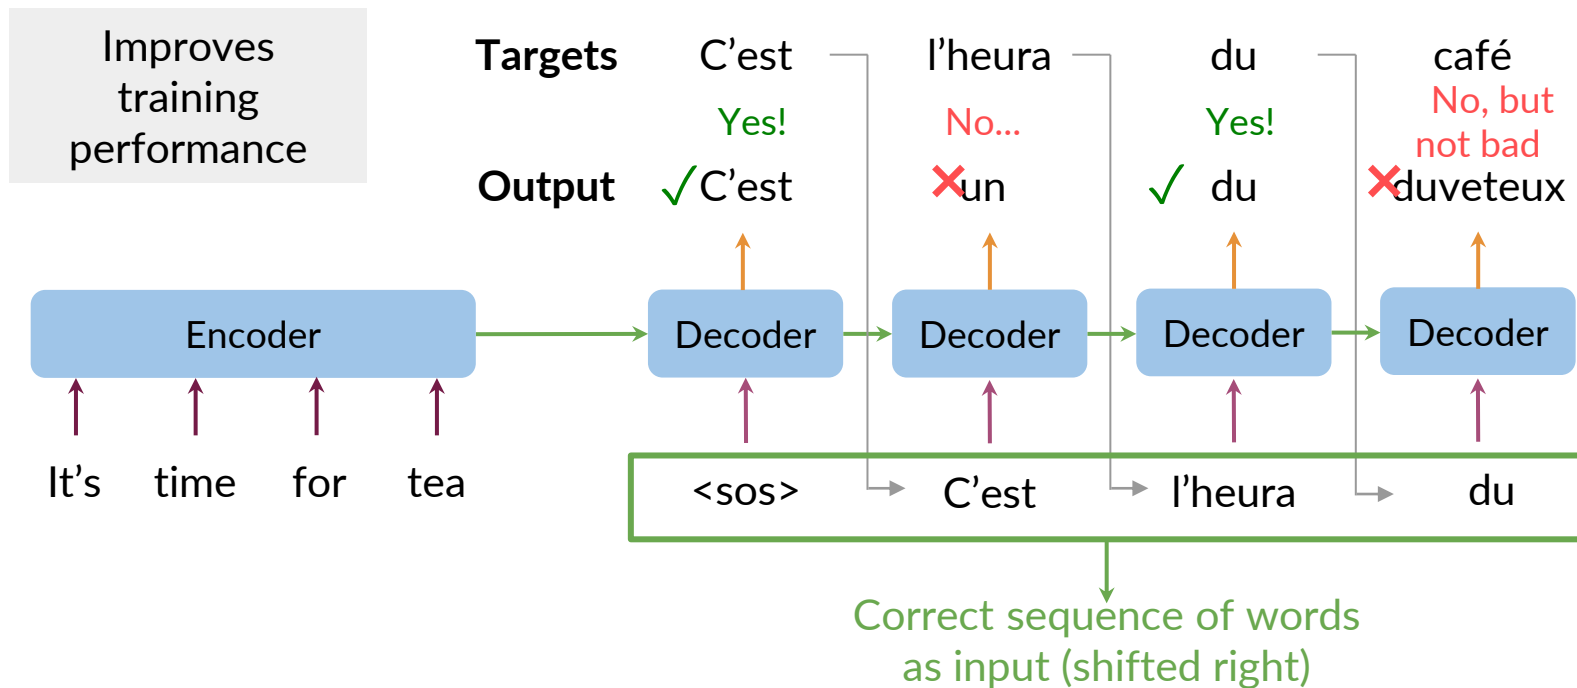 Improves
training
performance
Targets C'est l'heura du café
Yes! No... Yes! No, but
not bad
Output ✓C'est ❌un ✓ du ❌duveteux
Encoder Decoder Decoder Decoder Decoder
It's time for tea <sos> C'est l'heura du
Correct sequence of words
as input (shifted right)